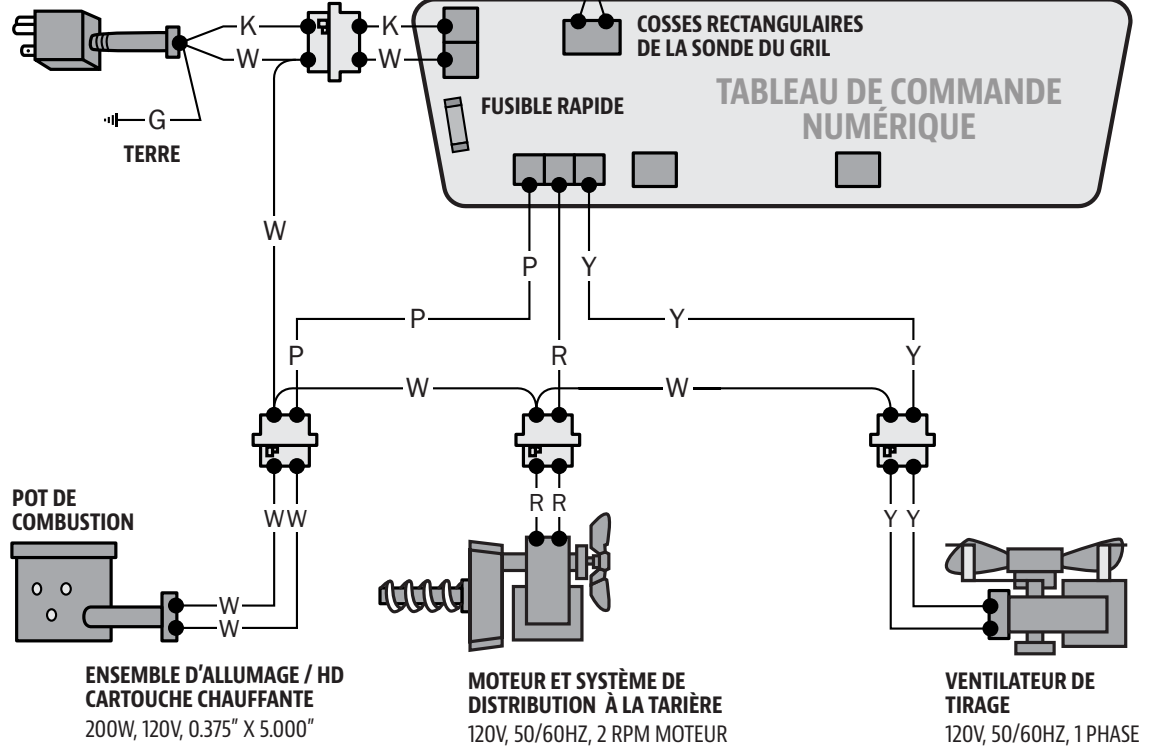 K
K
W
W
G
TERRE
COSSES RECTANGULAIRES
DE LA SONDE DU GRIL
FUSIBLE RAPIDE
TABLEAU DE COMMANDE
NUMÉRIQUE
W
P
Y
P
Y
P
R
Y
W
W
POT DE
COMBUSTION
WW
R R
Y Y
W
W
ENSEMBLE D'ALLUMAGE / HD
CARTOUCHE CHAUFFANTE
200W, 120V, 0.375" X 5.000"
MOTEUR ET SYSTÈME DE
DISTRIBUTION À LA TARIÈRE
120V, 50/60HZ, 2 RPM MOTEUR
VENTILATEUR DE
TIRAGE
120V, 50/60HZ, 1 PHASE